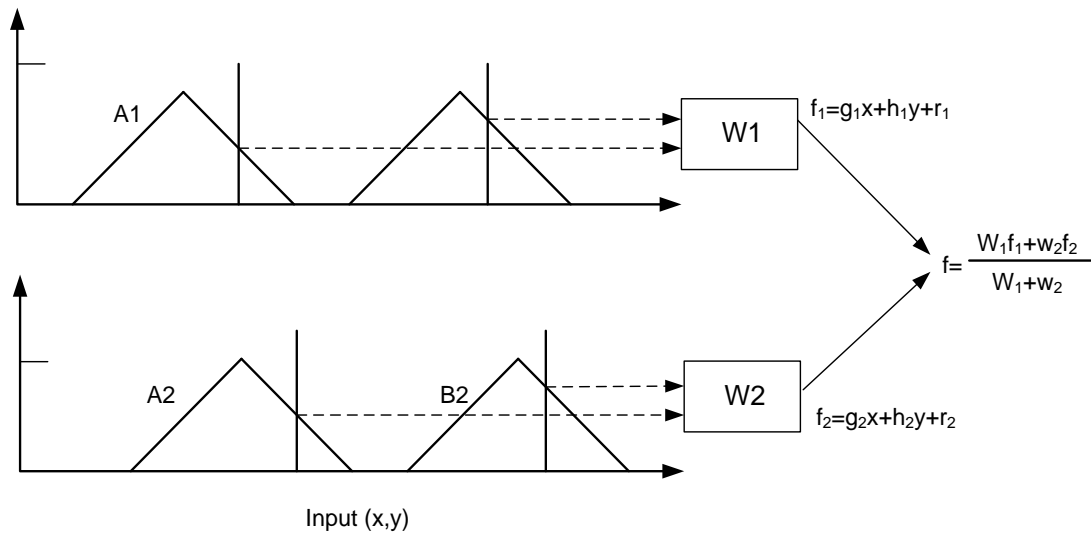 A1
W1
f₁=g₁x+h₁y+r₁
f= W₁f₁+w₂f₂
W₁+w₂
A2
B2
W2
f₂=g₂x+h₂y+r₂
Input (x,y)